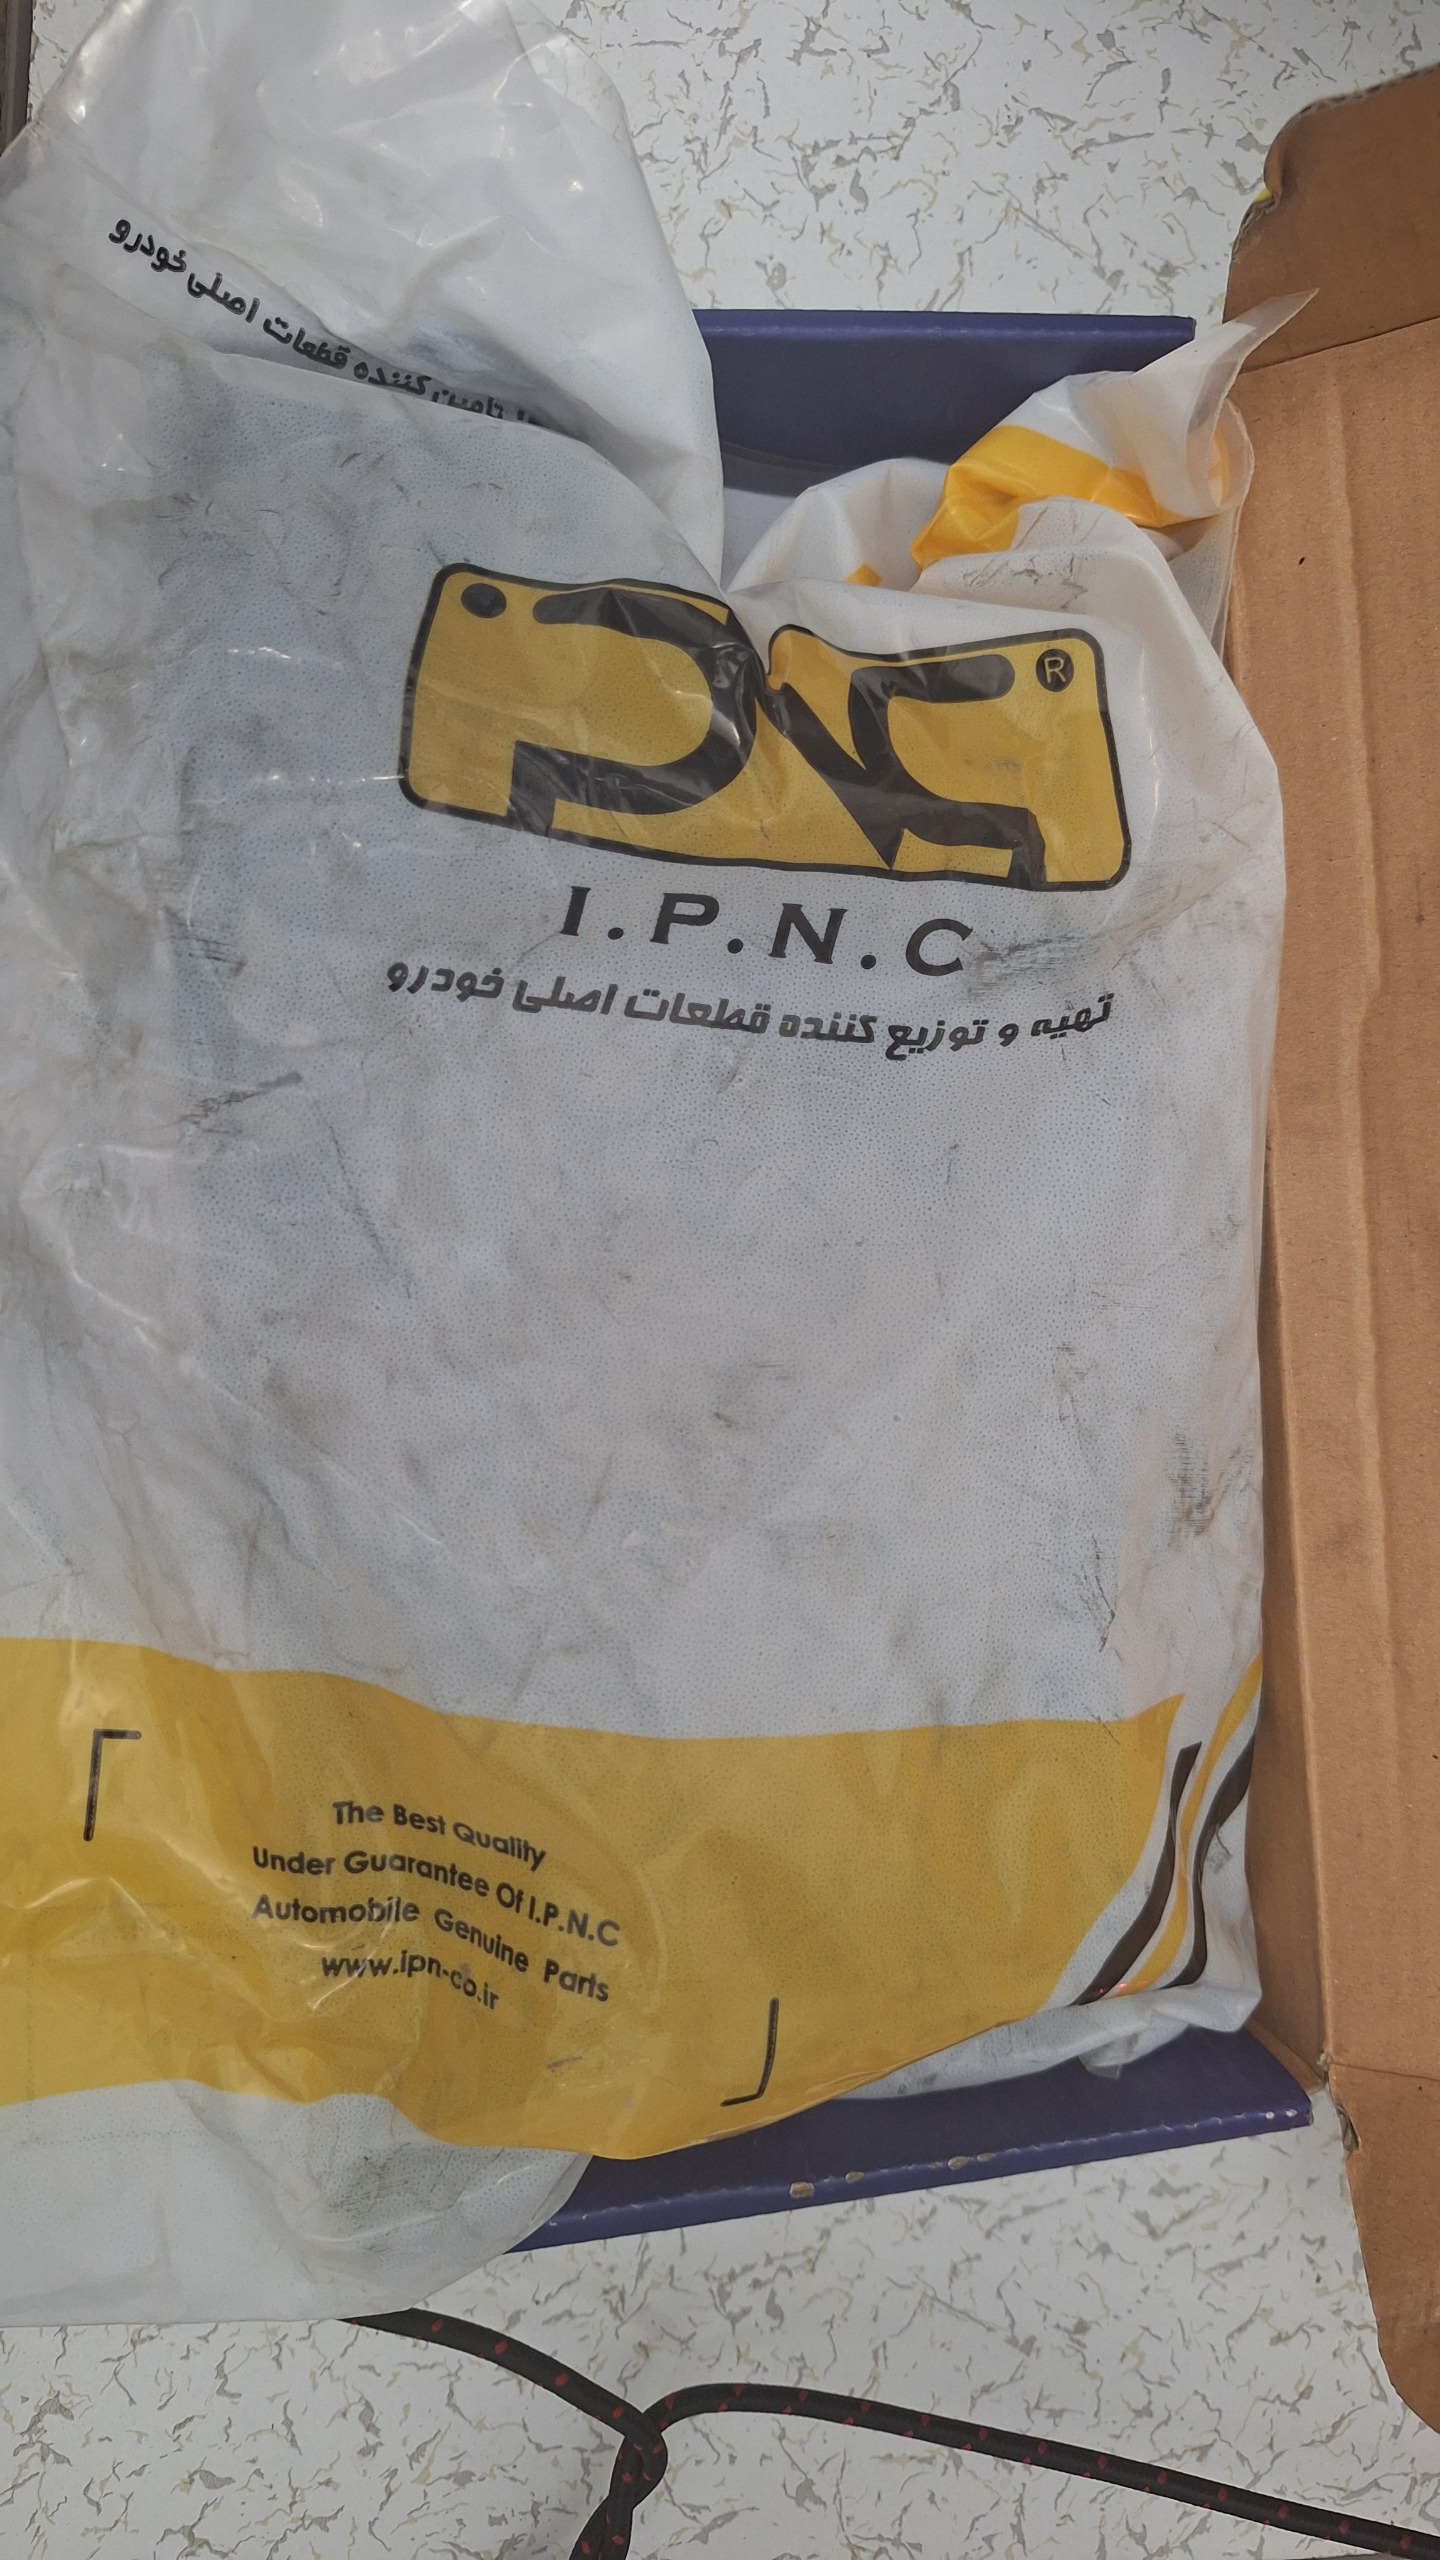 تامین کننده قطعات اصلی خودرو
R
I.P.N.C
تهیه و توزیع کننده قطعات اصلی خودرو
The Best Quality
Under Guarantee Of I.P.N.C
Automobile Genuine Parts
www.ipn-co.ir